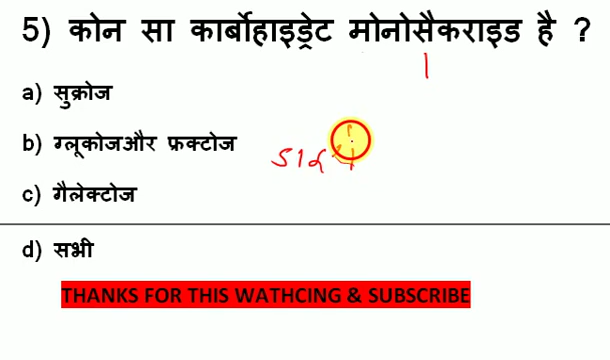 5) कोन सा कार्बोहाइड्रेट मोनोसैकराइड है ?
a) सुक्रोज
b) ग्लूकोजऔर फ्रक्टोज
c) गैलेक्टोज
d) सभी
THANKS FOR THIS WATHCING & SUBSCRIBE